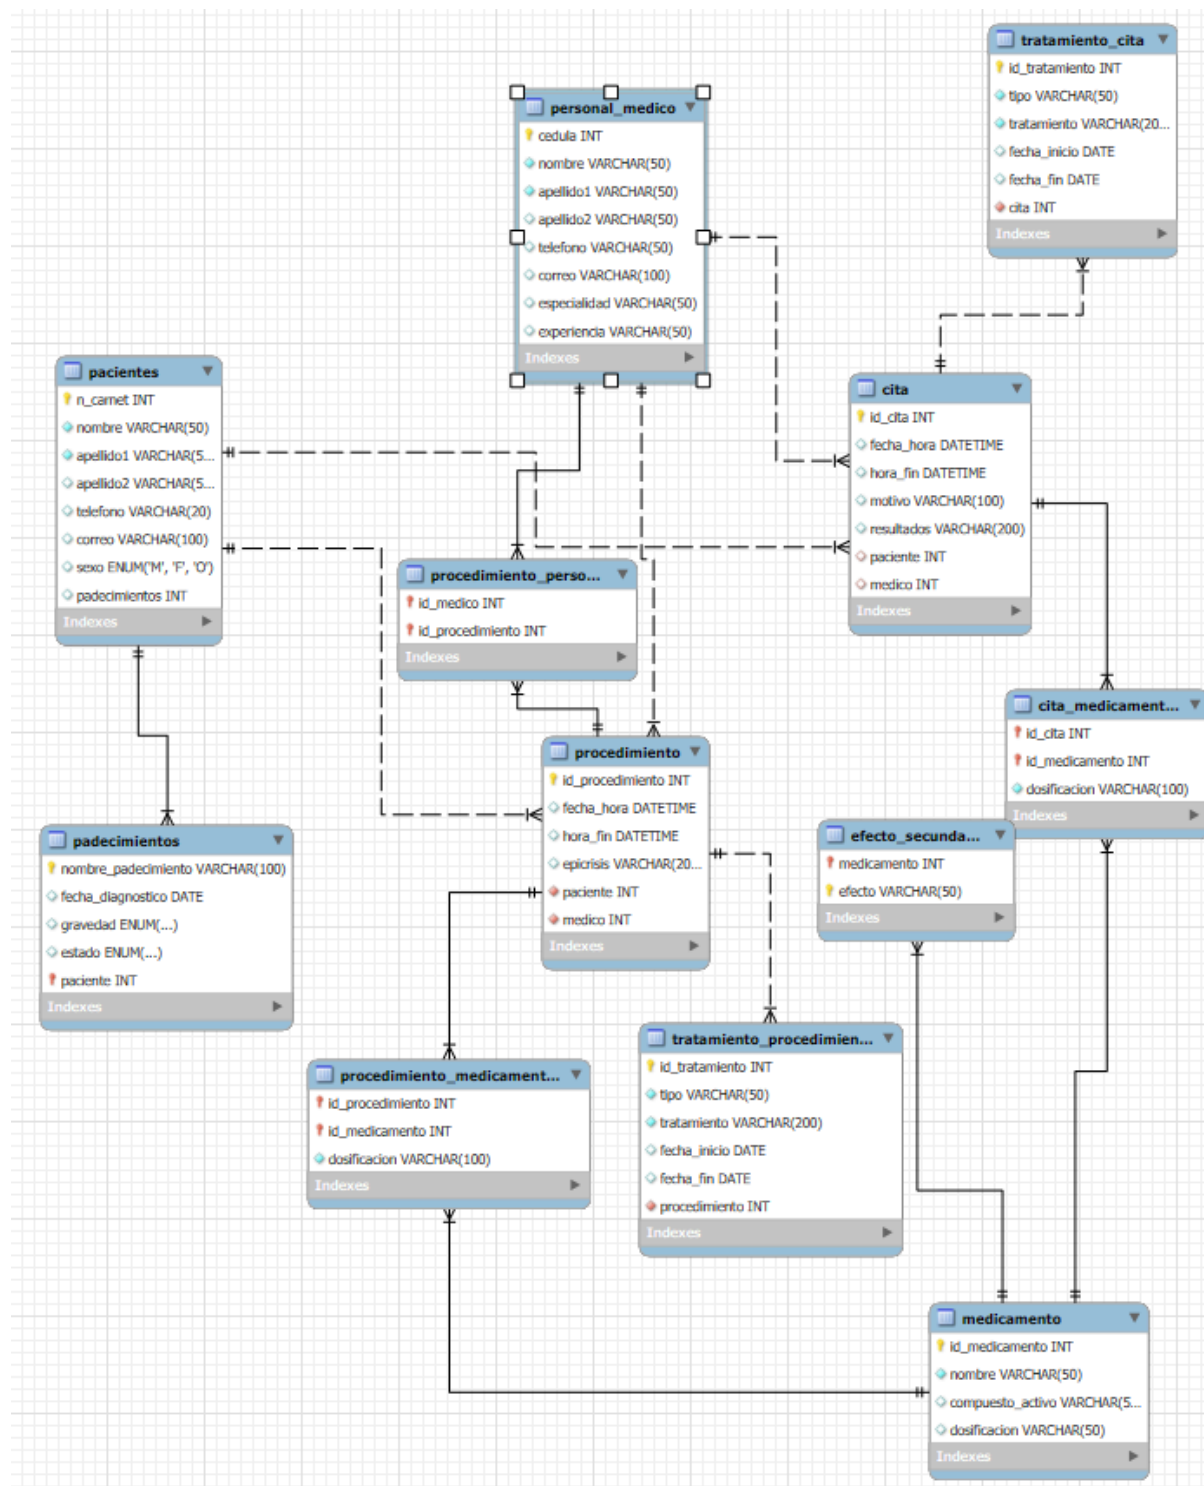 tratamiento_cita
id_tratamiento INT
tipo VARCHAR(50)
tratamiento VARCHAR(20...
fecha_inicio DATE
fecha_fin DATE
cita INT
Indexes
personal_medico
cedula INT
nombre VARCHAR(50)
apellido1 VARCHAR(50)
apellido2 VARCHAR(50)
telefono VARCHAR(50)
correo VARCHAR(100)
especialidad VARCHAR(50)
experiencia VARCHAR(50)
Indexes
pacientes
n_carnet INT
nombre VARCHAR(50)
apellido1 VARCHAR(5...
apellido2 VARCHAR(5...
telefono VARCHAR(20)
correo VARCHAR(100)
sexo ENUM('M', 'F', 'O')
padecimientos INT
Indexes
cita
id_cita INT
fecha_hora DATETIME
hora_fin DATETIME
motivo VARCHAR(100)
resultados VARCHAR(200)
paciente INT
medico INT
Indexes
procedimiento_perso...
id_medico INT
id_procedimiento INT
Indexes
cita_medicament...
id_cita INT
id_medicamento INT
dosificacion VARCHAR(100)
Indexes
procedimiento
id_procedimiento INT
fecha_hora DATETIME
hora_fin DATETIME
epicrisis VARCHAR(20...
paciente INT
medico INT
Indexes
padecimientos
nombre_padecimiento VARCHAR(100)
fecha_diagnostico DATE
gravedad ENUM(...)
estado ENUM(...)
paciente INT
Indexes
efecto_secunda...
medicamento INT
efecto VARCHAR(50)
Indexes
tratamiento_procedimien...
id_tratamiento INT
tipo VARCHAR(50)
tratamiento VARCHAR(200)
fecha_inicio DATE
fecha_fin DATE
procedimiento INT
Indexes
procedimiento_medicament...
id_procedimiento INT
id_medicamento INT
dosificacion VARCHAR(100)
Indexes
medicamento
id_medicamento INT
nombre VARCHAR(50)
compuesto_activo VARCHAR(5...
dosificacion VARCHAR(50)
Indexes